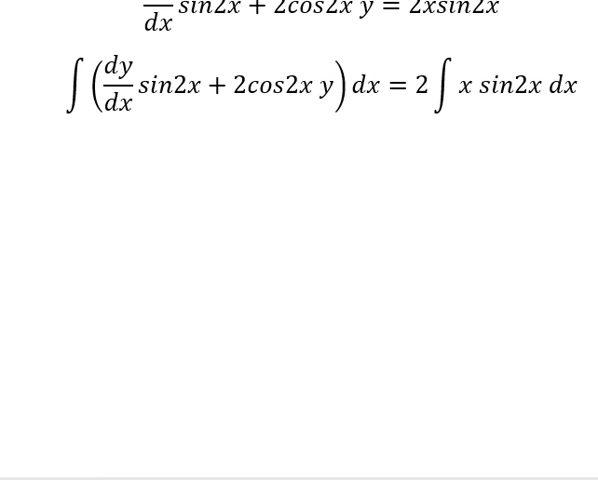 dy/dx sin2x + 2cos2x y = 2xsin2x
∫ (dy/dx sin2x + 2cos2x y) dx = 2 ∫ x sin2x dx